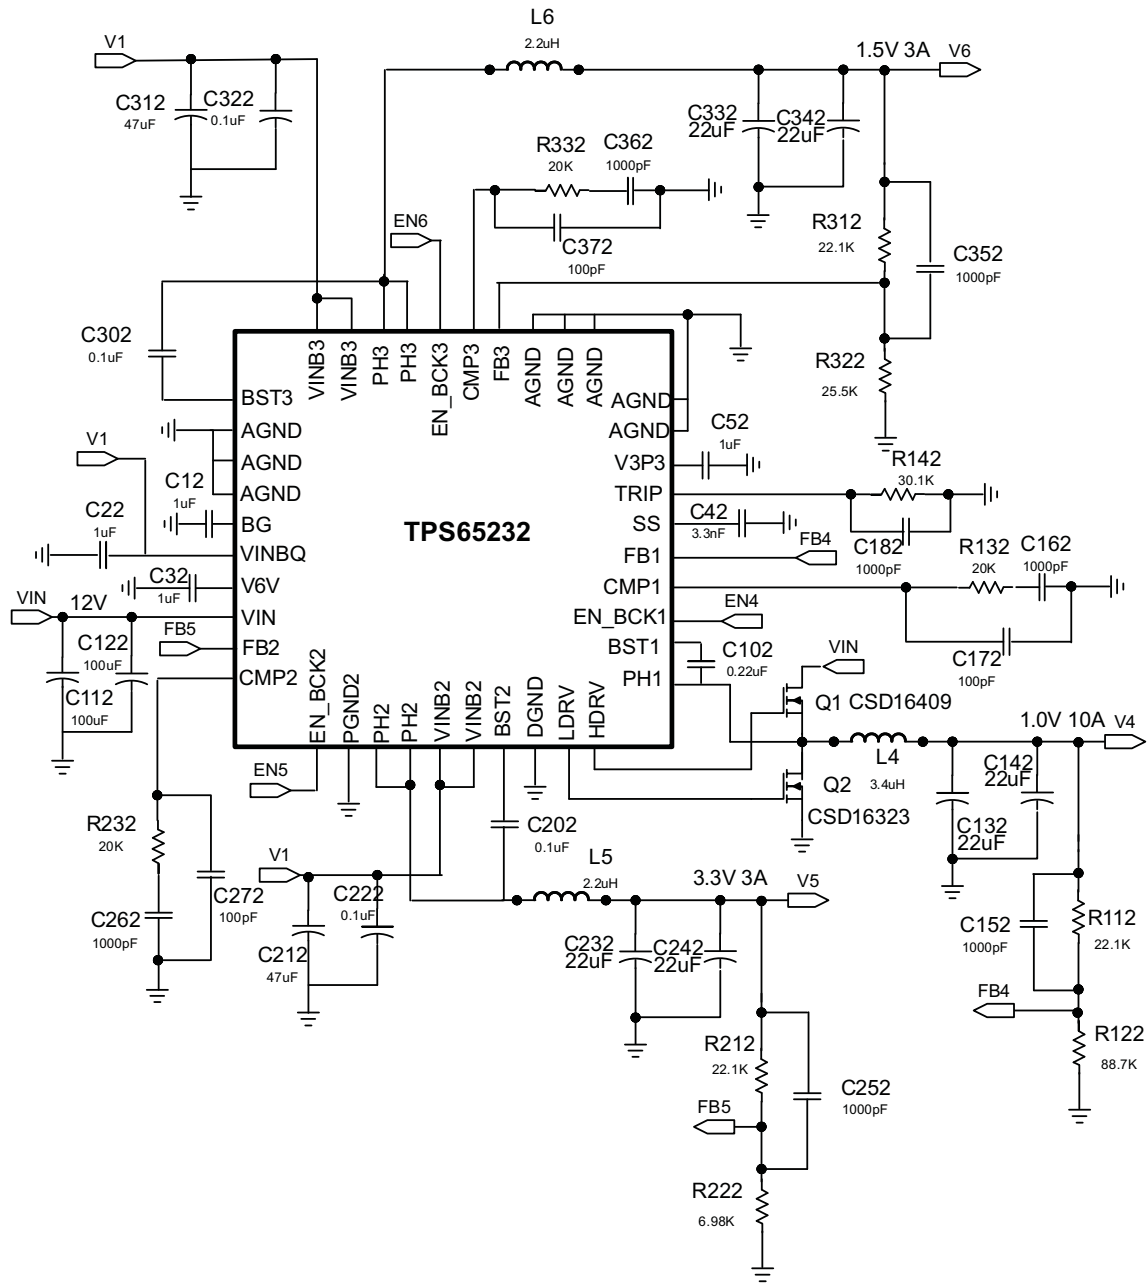 L6
2.2uH
V1
1.5V 3A
V6
C312
47uF
C322
0.1uF
C332
22uF
C342
22uF
R332
20K
C362
1000pF
C372
100pF
EN6
R312
22.1K
C352
1000pF
R322
25.5K
C302
0.1uF
VINB3
VINB3
PH3
PH3
EN_BCK3
CMP3
FB3
AGND
AGND
AGND
BST3
AGND
AGND
AGND
BG
VINBQ
V6V
VIN
FB2
CMP2
TPS65232
AGND
AGND
V3P3
TRIP
SS
FB1
CMP1
EN_BCK1
BST1
PH1
EN_BCK2
PGND2
PH2
PH2
VINB2
VINB2
BST2
DGND
LDRV
HDRV
V1
C12
1uF
C22
1uF
C32
1uF
VIN
12V
FB5
C122
100uF
C112
100uF
C52
1uF
R142
30.1K
C42
3.3nF
C182
1000pF
FB4
R132
20K
C162
1000pF
EN4
C172
100pF
C102
0.22uF
VIN
Q1 CSD16409
1.0V 10A
V4
L4
3.4uH
Q2
CSD16323
C142
22uF
C132
22uF
EN5
R232
20K
C272
100pF
C262
1000pF
V1
C222
0.1uF
C212
47uF
C202
0.1uF
L5
2.2uH
3.3V 3A
V5
C232
22uF
C242
22uF
C152
1000pF
R112
22.1K
FB4
R122
88.7K
R212
22.1K
C252
1000pF
FB5
R222
6.98K